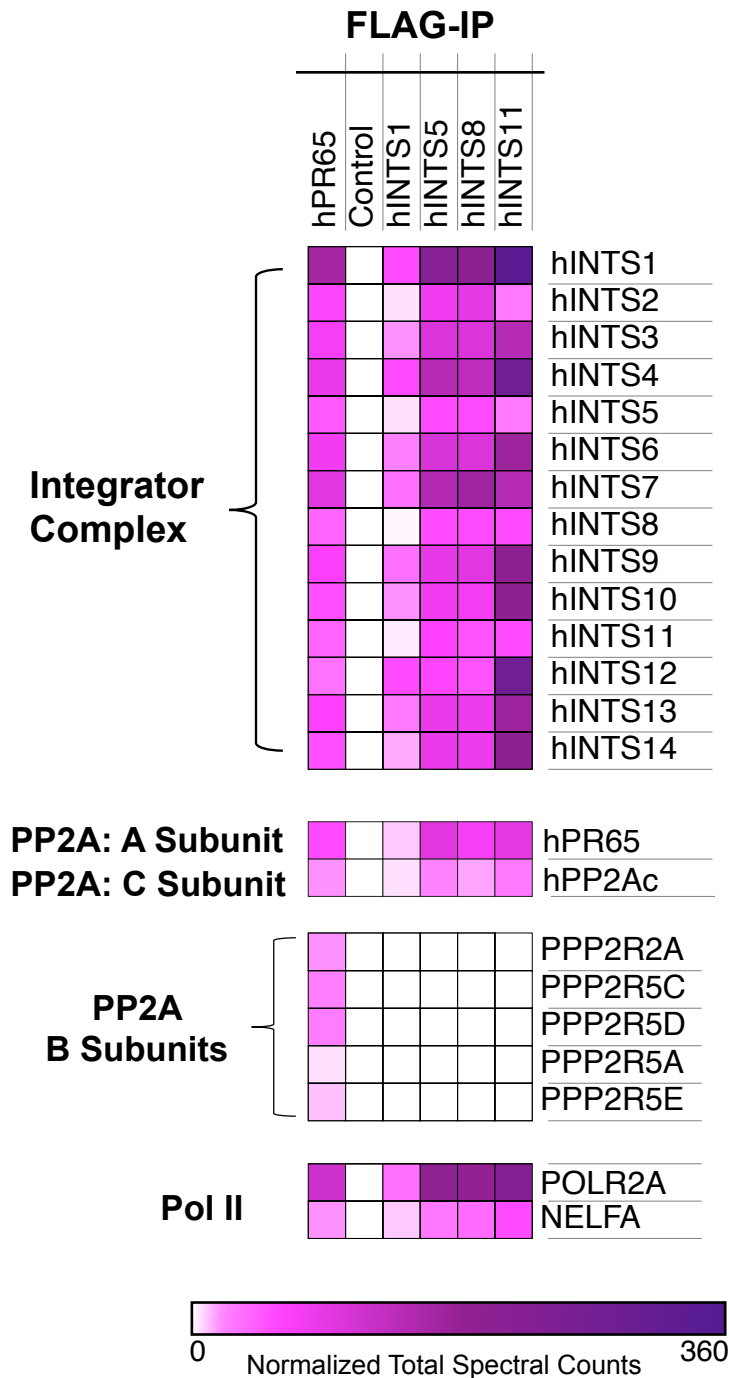 FLAG-IP
hPR65
Control
hINTS1
hINTS5
hINTS8
hINTS11
Integrator
Complex
hINTS1
hINTS2
hINTS3
hINTS4
hINTS5
hINTS6
hINTS7
hINTS8
hINTS9
hINTS10
hINTS11
hINTS12
hINTS13
hINTS14
PP2A: A Subunit
hPR65
PP2A: C Subunit
hPP2Ac
PP2A
B Subunits
PPP2R2A
PPP2R5C
PPP2R5D
PPP2R5A
PPP2R5E
Pol II
POLR2A
NELFA
0
360
Normalized Total Spectral Counts